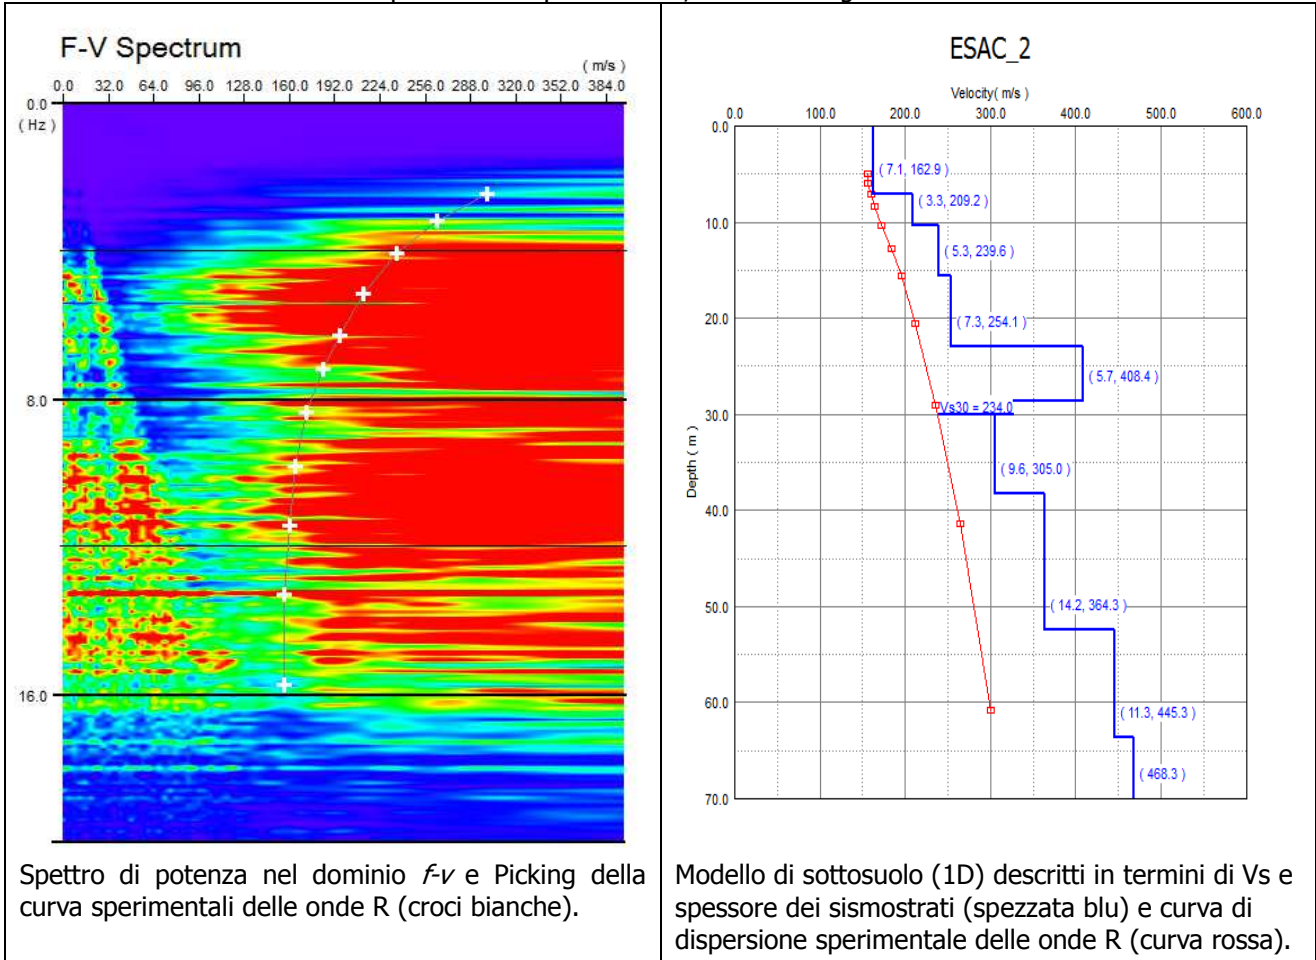 F-V Spectrum
( m/s )
0.0 32.0 64.0 96.0 128.0 160.0 192.0 224.0 256.0 288.0 320.0 352.0 384.0
0.0
( Hz )
8.0
16.0
Spettro di potenza nel dominio f-v e Picking della
curva sperimentali delle onde R (croci bianche).
ESAC_2
Velocity( m/s )
0.0 100.0 200.0 300.0 400.0 500.0 600.0
0.0
10.0
20.0
30.0
40.0
50.0
60.0
70.0
Depth ( m )
( 7.1, 162.9 )
( 3.3, 209.2 )
( 5.3, 239.6 )
( 7.3, 254.1 )
( 5.7, 408.4 )
Vs30 = 234.0
( 9.6, 305.0 )
( 14.2, 364.3 )
( 11.3, 445.3 )
( 468.3 )
Modello di sottosuolo (1D) descritti in termini di Vs e
spessore dei sismostrati (spezzata blu) e curva di
dispersione sperimentale delle onde R (curva rossa).